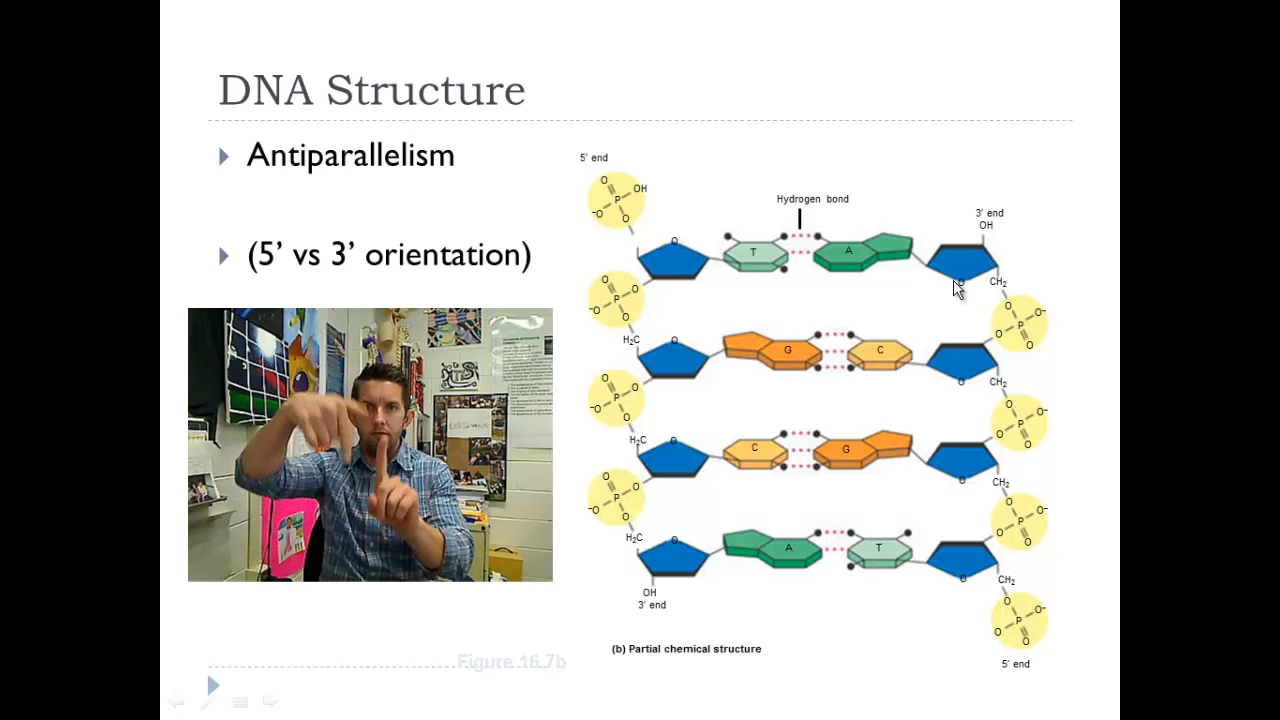 DNA Structure
Antiparallelism
(5’ vs 3’ orientation)
5’ end
O
OH
P
⁻O
O
Hydrogen bond
3’ end
OH
O
T
A
O
CH₂
O
P
O
⁻O
O
O
O⁻
P
O
O
H₂C
O
G
C
O
CH₂
O
P
O
⁻O
O
O
O⁻
P
O
O
H₂C
O
C
G
O
CH₂
O
P
O
⁻O
O
O
O⁻
P
O
O
H₂C
O
A
T
O
CH₂
OH
3’ end
O
O⁻
P
O
O
(b) Partial chemical structure
Figure 16.7b
5’ end